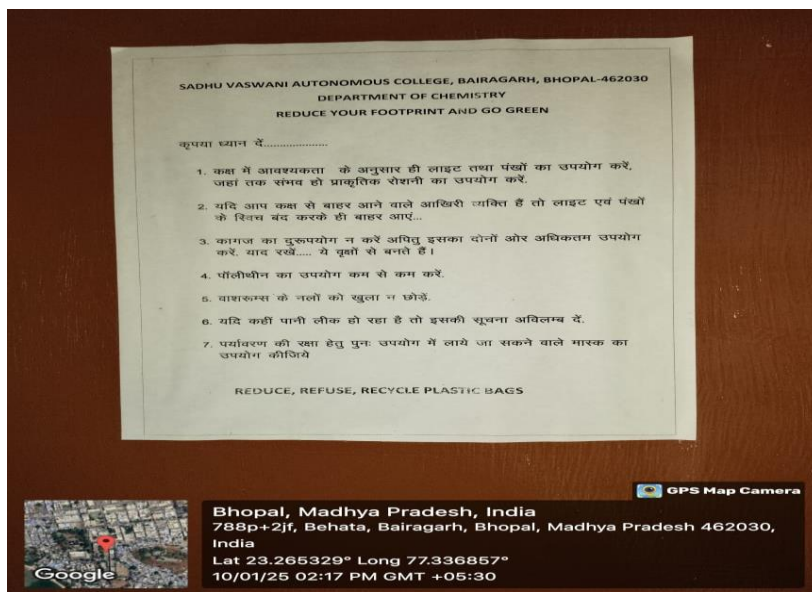 SADHU VASWANI AUTONOMOUS COLLEGE, BAIRAGARH, BHOPAL-462030
DEPARTMENT OF CHEMISTRY
REDUCE YOUR FOOTPRINT AND GO GREEN
कृपया ध्यान दें...................
1. कक्ष में आवश्यकता के अनुसार ही लाइट तथा पंखों का उपयोग करें,
जहां तक संभव हो प्राकृतिक रोशनी का उपयोग करें.
2. यदि आप कक्ष से बाहर आने वाले आखिरी व्यक्ति हैं तो लाइट एवं पंखों
के स्विच बंद करके ही बाहर आएं...
3. कागज का दुरूपयोग न करें अपितु इसका दोनों ओर अधिकतम उपयोग
करें. याद रखें..... ये वृक्षों से बनते हैं।
4. पॉलीथीन का उपयोग कम से कम करें.
5. वाशरूम्स के नलों को खुला न छोड़ें.
6. यदि कहीं पानी लीक हो रहा है तो इसकी सूचना अविलम्ब दें.
7. पर्यावरण की रक्षा हेतु पुनः उपयोग में लाये जा सकने वाले मास्क का
उपयोग कीजिये
REDUCE, REFUSE, RECYCLE PLASTIC BAGS
GPS Map Camera
Google
Bhopal, Madhya Pradesh, India
788p+2jf, Behata, Bairagarh, Bhopal, Madhya Pradesh 462030,
India
Lat 23.265329° Long 77.336857°
10/01/25 02:17 PM GMT +05:30